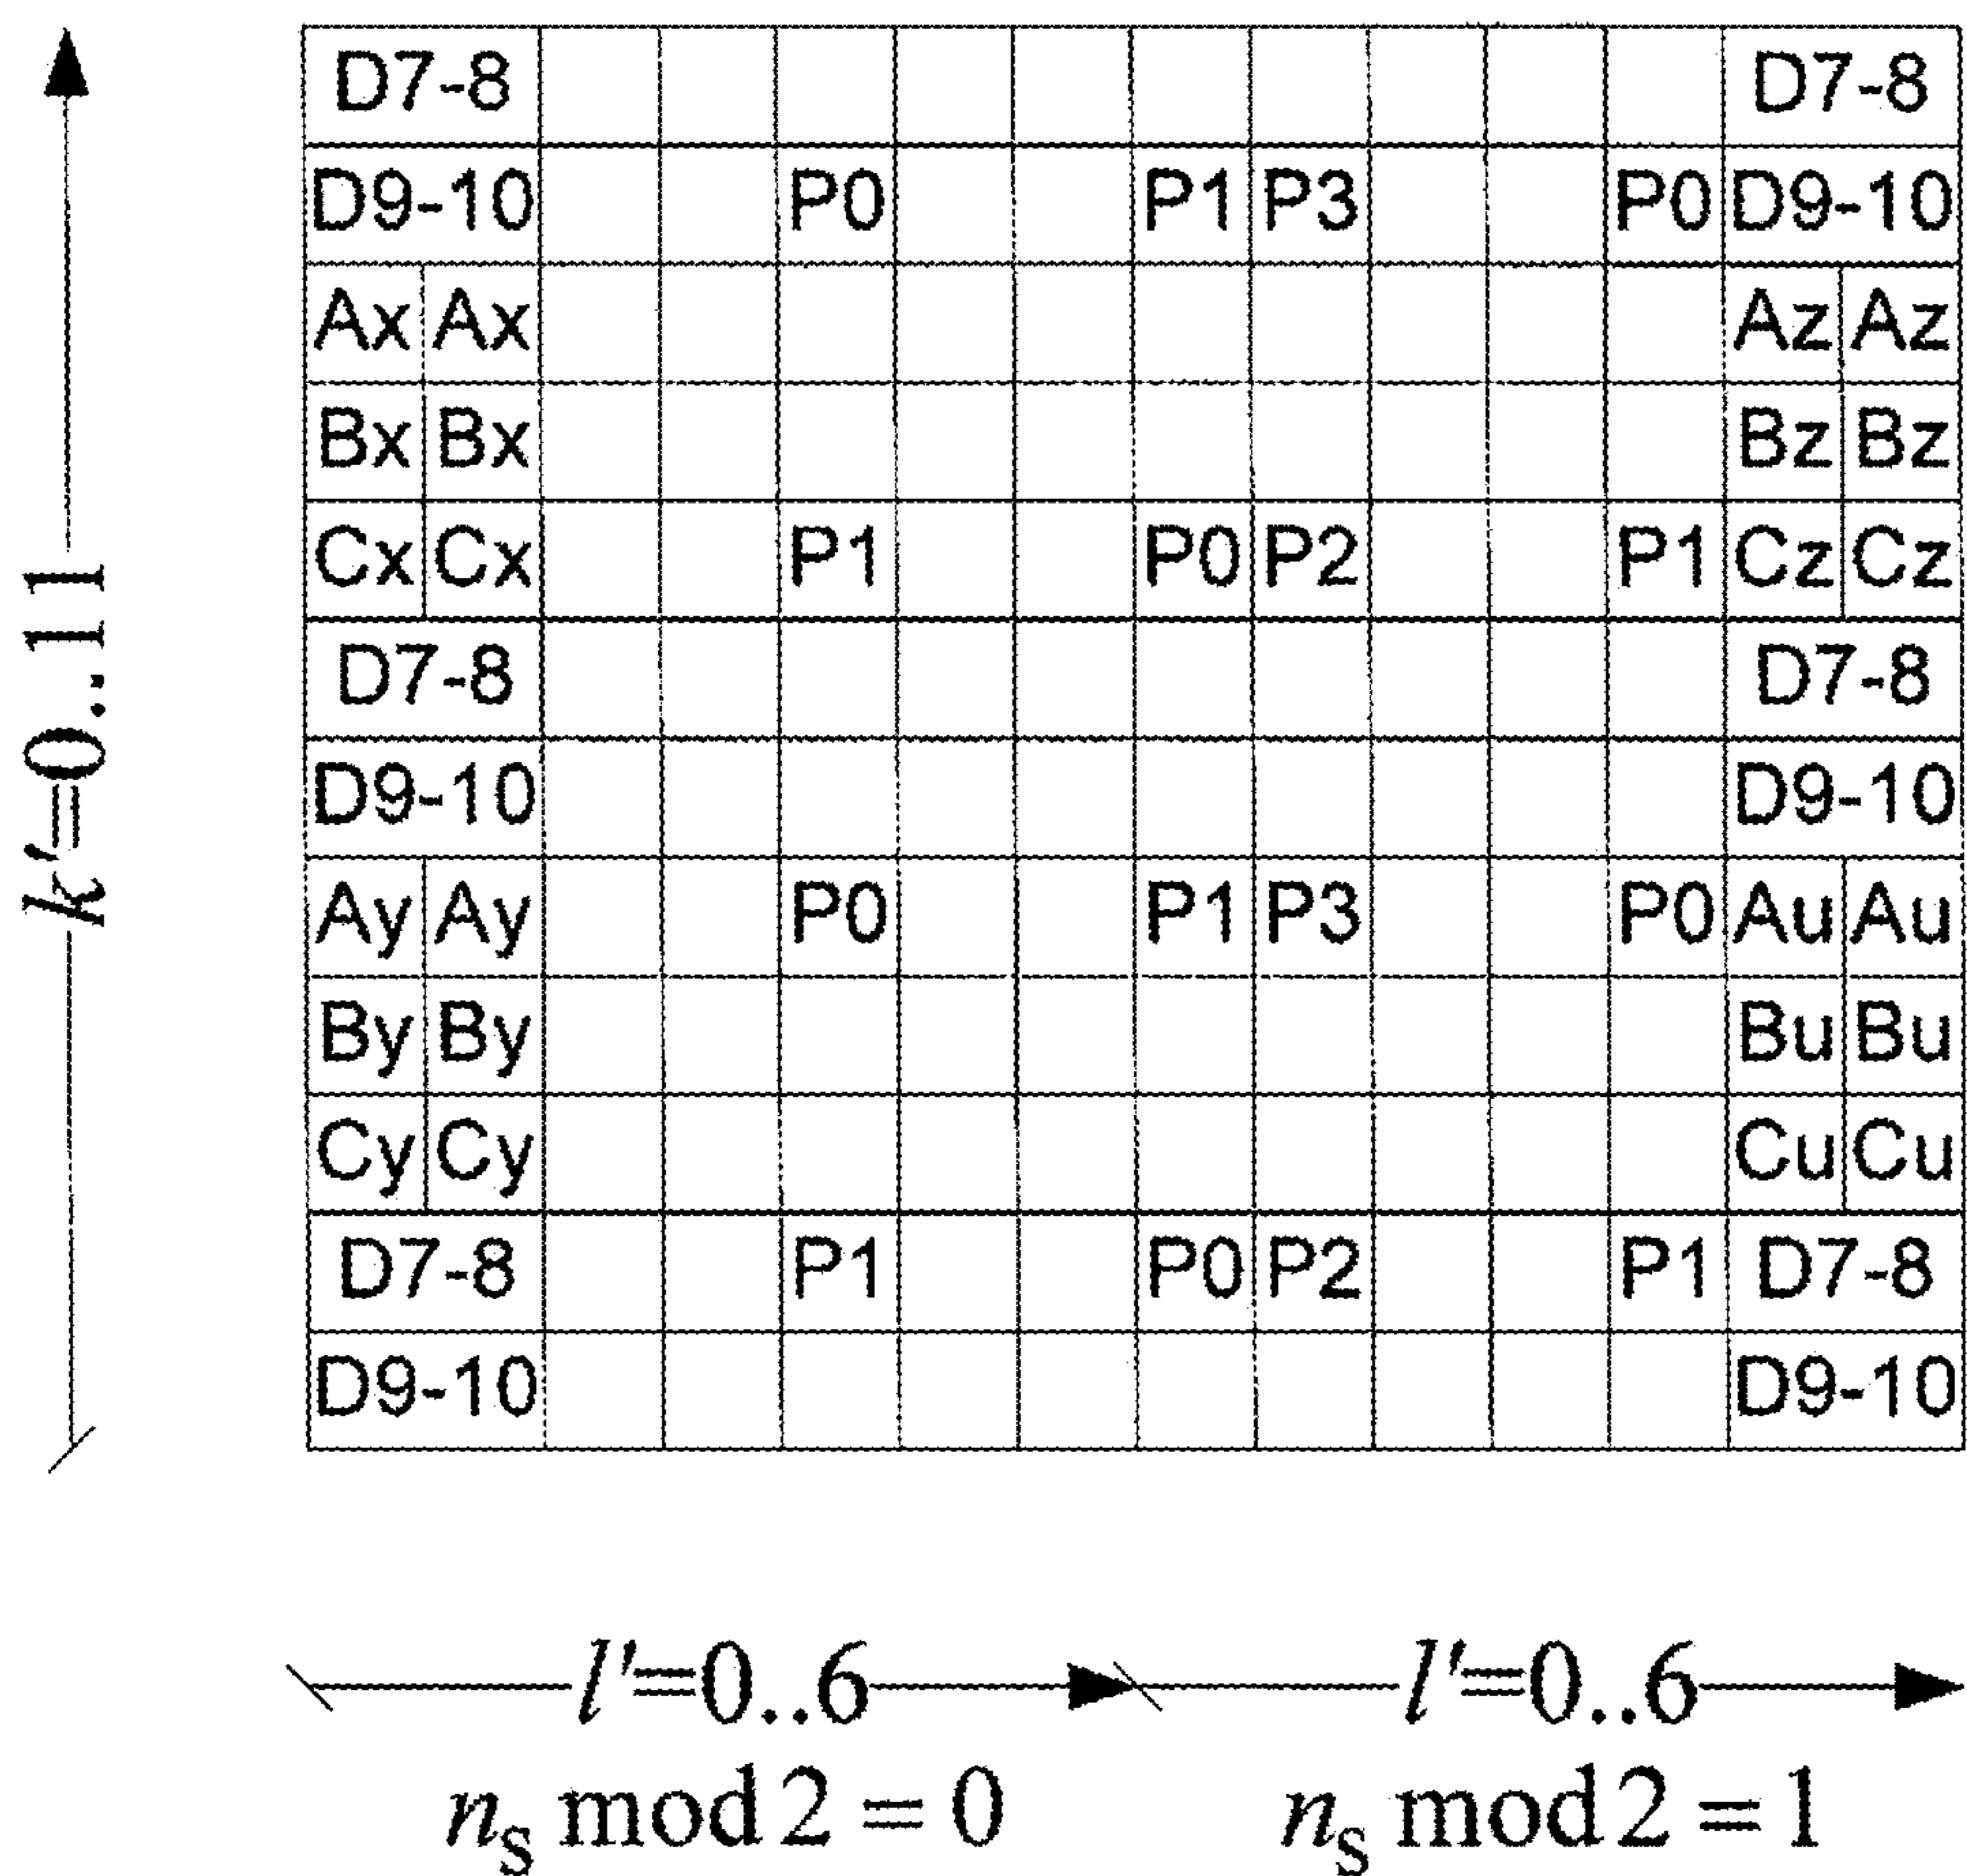 D7-8 D7-8
D9-10 P0 P1 P3 P0 D9-10
Ax Ax Az Az
Bx Bx Bz Bz
Cx Cx P1 P0 P2 P1 Cz Cz
D7-8 D7-8
D9-10 D9-10
Ay Ay P0 P1 P3 P0 Au Au
By By Bu Bu
Cy Cy Cu Cu
D7-8 P1 P0 P2 P1 D7-8
D9-10 D9-10
k'=0..11
l'=0..6 l'=0..6
n_S mod 2 = 0 n_S mod 2 = 1